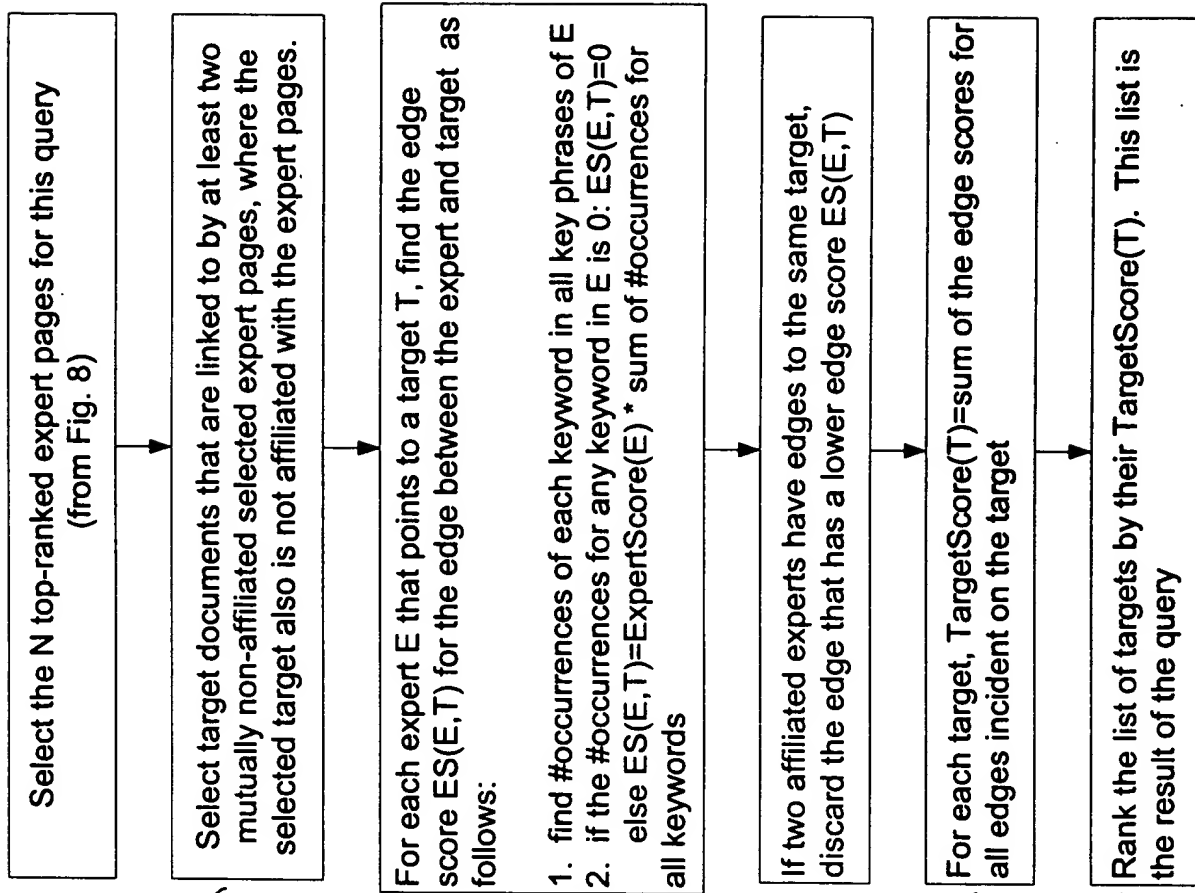 Select the N top-ranked expert pages for this query
(from Fig. 8)
Select target documents that are linked to by at least two
mutually non-affiliated selected expert pages, where the
selected target also is not affiliated with the expert pages.
For each expert E that points to a target T, find the edge
score ES(E,T) for the edge between the expert and target as
follows:
1. find #occurrences of each keyword in all key phrases of E
2. if the #occurrences for any keyword in E is 0: ES(E,T)=0
else ES(E,T)=ExpertScore(E) * sum of #occurrences for
all keywords
If two affiliated experts have edges to the same target,
discard the edge that has a lower edge score ES(E,T)
For each target, TargetScore(T)=sum of the edge scores for
all edges incident on the target
Rank the list of targets by their TargetScore(T). This list is
the result of the query